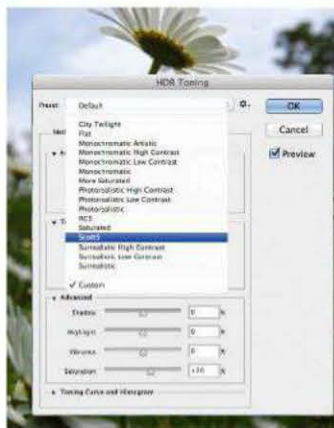 HDR Toning
Preset: Default
OK
City Twilight
Flat
Monochromatic Artistic
Monochromatic High Contrast
Monochromatic Low Contrast
Monochromatic
More Saturated
Photorealistic High Contrast
Photorealistic Low Contrast
Photorealistic
RC5
Saturated
Scott5
Surrealistic High Contrast
Surrealistic Low Contrast
Surrealistic
✓ Custom
Cancel
Preview
Advanced
Shadow: 0 %
Highlight: 0 %
Vibrance: 0 %
Saturation: +20 %
Toning Curve and Histogram